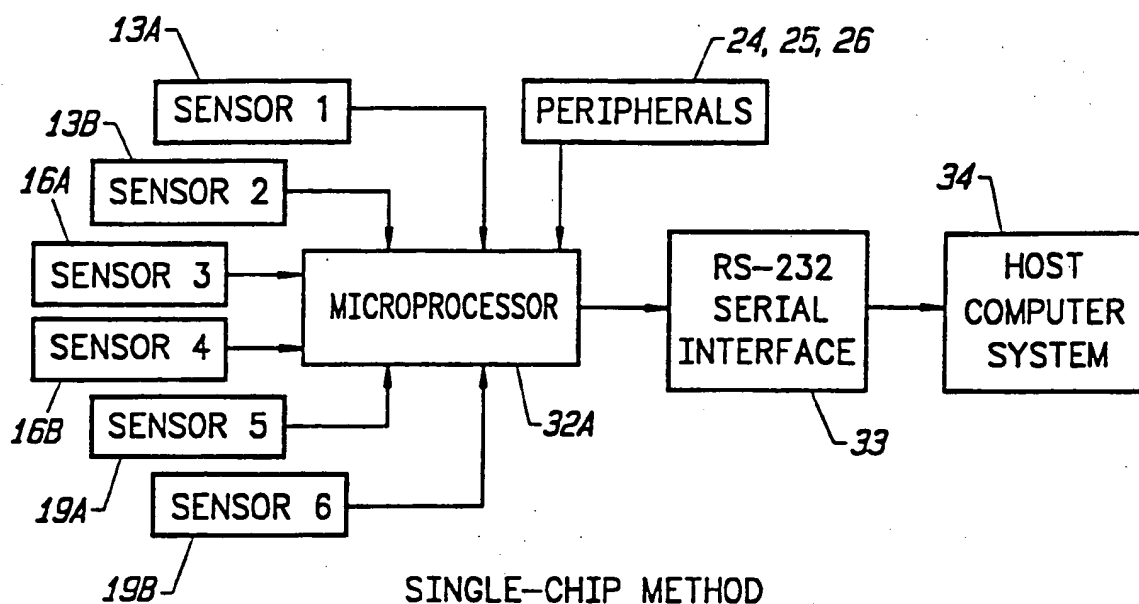 13A
24, 25, 26
SENSOR 1
PERIPHERALS
13B
SENSOR 2
16A
34
SENSOR 3
MICROPROCESSOR
RS-232
SERIAL
INTERFACE
HOST
COMPUTER
SYSTEM
SENSOR 4
16B
SENSOR 5
32A
33
19A
SENSOR 6
19B
SINGLE-CHIP METHOD